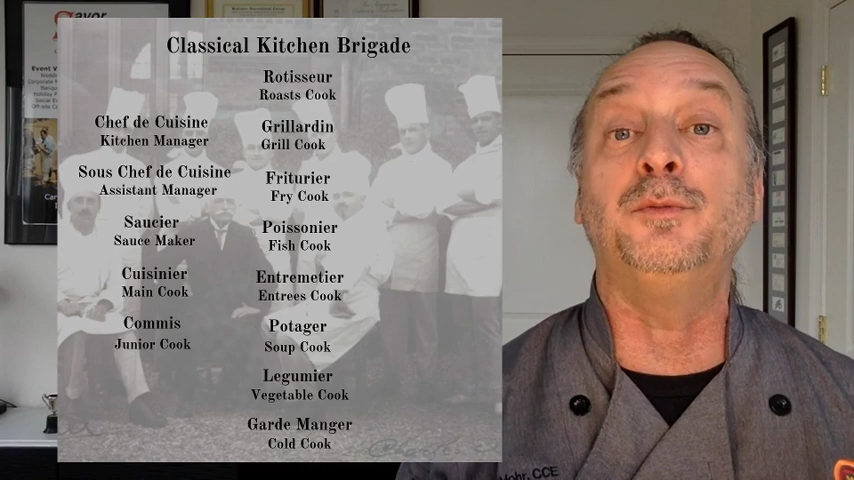 Classical Kitchen Brigade
Chef de Cuisine
Kitchen Manager
Sous Chef de Cuisine
Assistant Manager
Saucier
Sauce Maker
Cuisinier
Main Cook
Commis
Junior Cook
Rotisseur
Roasts Cook
Grillardin
Grill Cook
Friturier
Fry Cook
Poissonier
Fish Cook
Entremetier
Entrees Cook
Potager
Soup Cook
Legumier
Vegetable Cook
Garde Manger
Cold Cook
Mohr, CCE